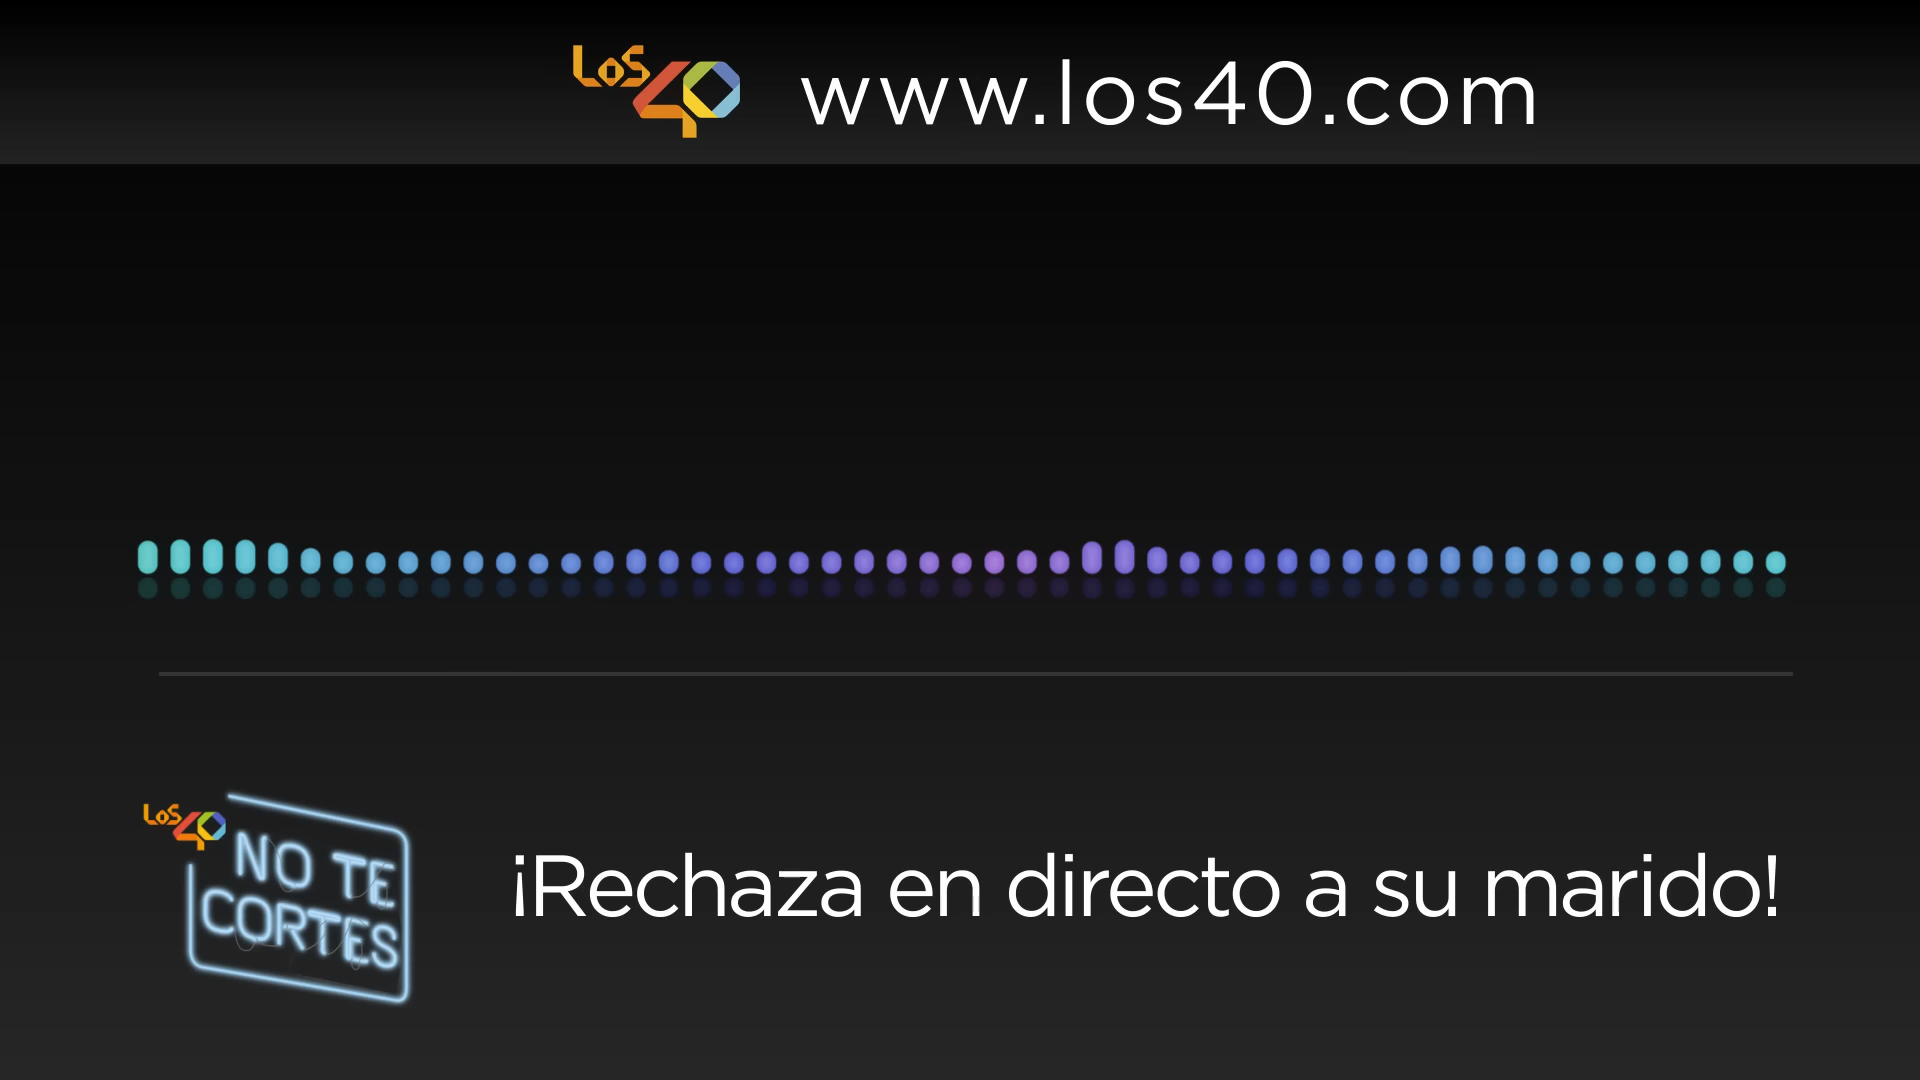 LOS40 www.los40.com
LOS40
NO TE
CORTES
¡Rechaza en directo a su marido!